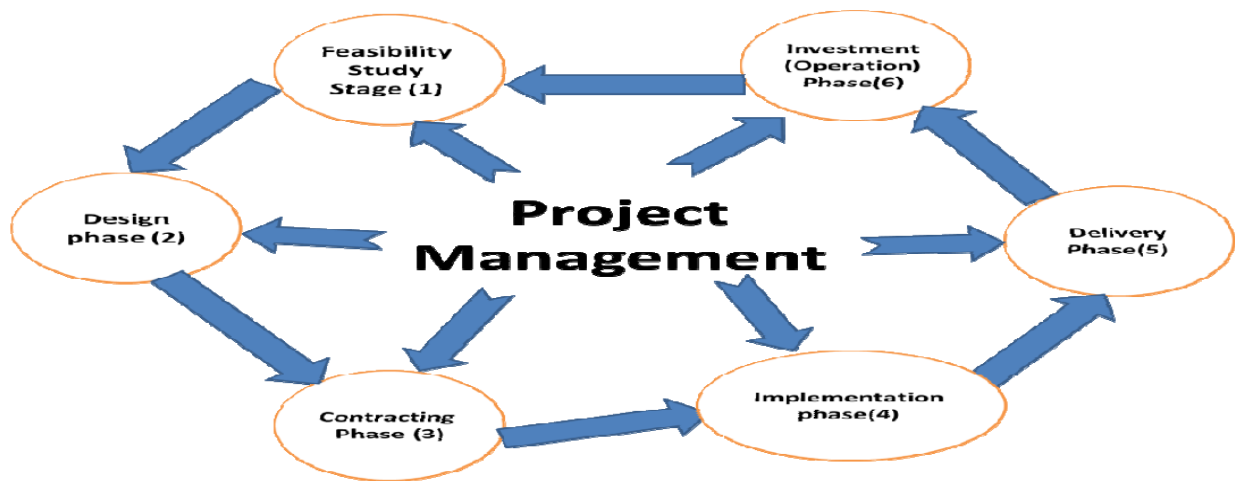 Feasibility
Study
Stage (1)
Investment
(Operation)
Phase(6)
Design
phase (2)
Project
Management
Delivery
Phase(5)
Contracting
Phase (3)
Implementation
phase(4)